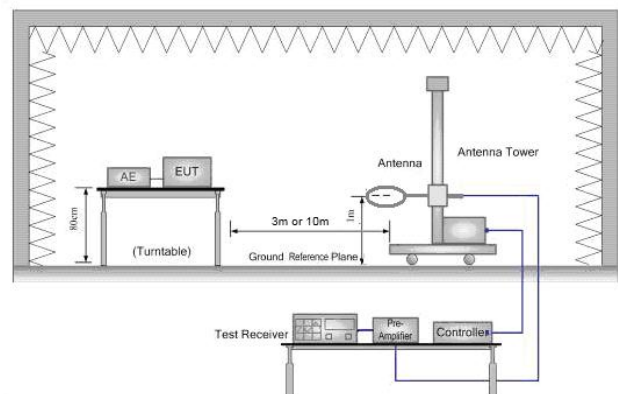 Antenna
Antenna Tower
AE
EUT
80cm
1m
3m or 10m
(Turntable)
Ground Reference Plane
Test Receiver
Pre-
Amplifier
Controller